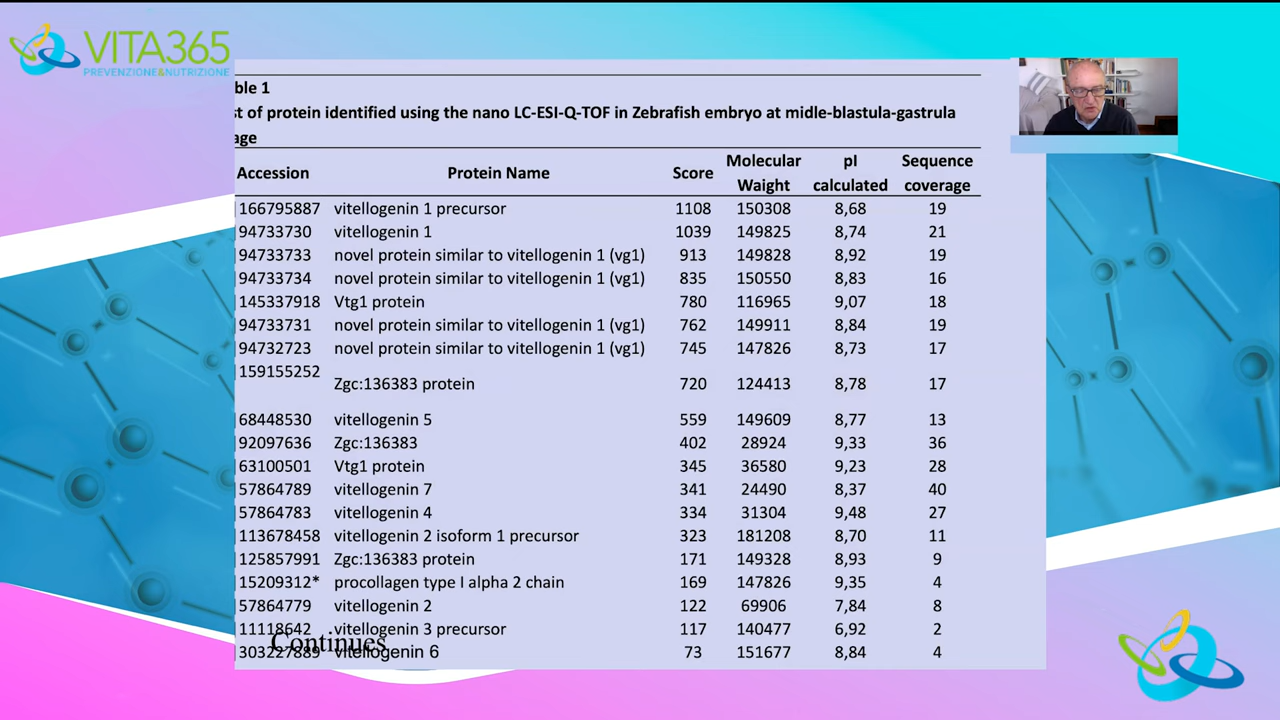 VITA365
PREVENZIONE&NUTRIZIONE
ble 1
st of protein identified using the nano LC-ESI-Q-TOF in Zebrafish embryo at midle-blastula-gastrula
age
Accession Protein Name Score Molecular Weight pI calculated Sequence coverage
166795887 vitellogenin 1 precursor 1108 150308 8,68 19
94733730 vitellogenin 1 1039 149825 8,74 21
94733733 novel protein similar to vitellogenin 1 (vg1) 913 149828 8,92 19
94733734 novel protein similar to vitellogenin 1 (vg1) 835 150550 8,83 16
145337918 Vtg1 protein 780 116965 9,07 18
94733731 novel protein similar to vitellogenin 1 (vg1) 762 149911 8,84 19
94732723 novel protein similar to vitellogenin 1 (vg1) 745 147826 8,73 17
159155252 Zgc:136383 protein 720 124413 8,78 17
68448530 vitellogenin 5 559 149609 8,77 13
92097636 Zgc:136383 402 28924 9,33 36
63100501 Vtg1 protein 345 36580 9,23 28
57864789 vitellogenin 7 341 24490 8,37 40
57864783 vitellogenin 4 334 31304 9,48 27
113678458 vitellogenin 2 isoform 1 precursor 323 181208 8,70 11
125857991 Zgc:136383 protein 171 149328 8,93 9
15209312* procollagen type I alpha 2 chain 169 147826 9,35 4
57864779 vitellogenin 2 122 69906 7,84 8
11118642 vitellogenin 3 precursor 117 140477 6,92 2
Continues
303227889 vitellogenin 6 73 151677 8,84 4